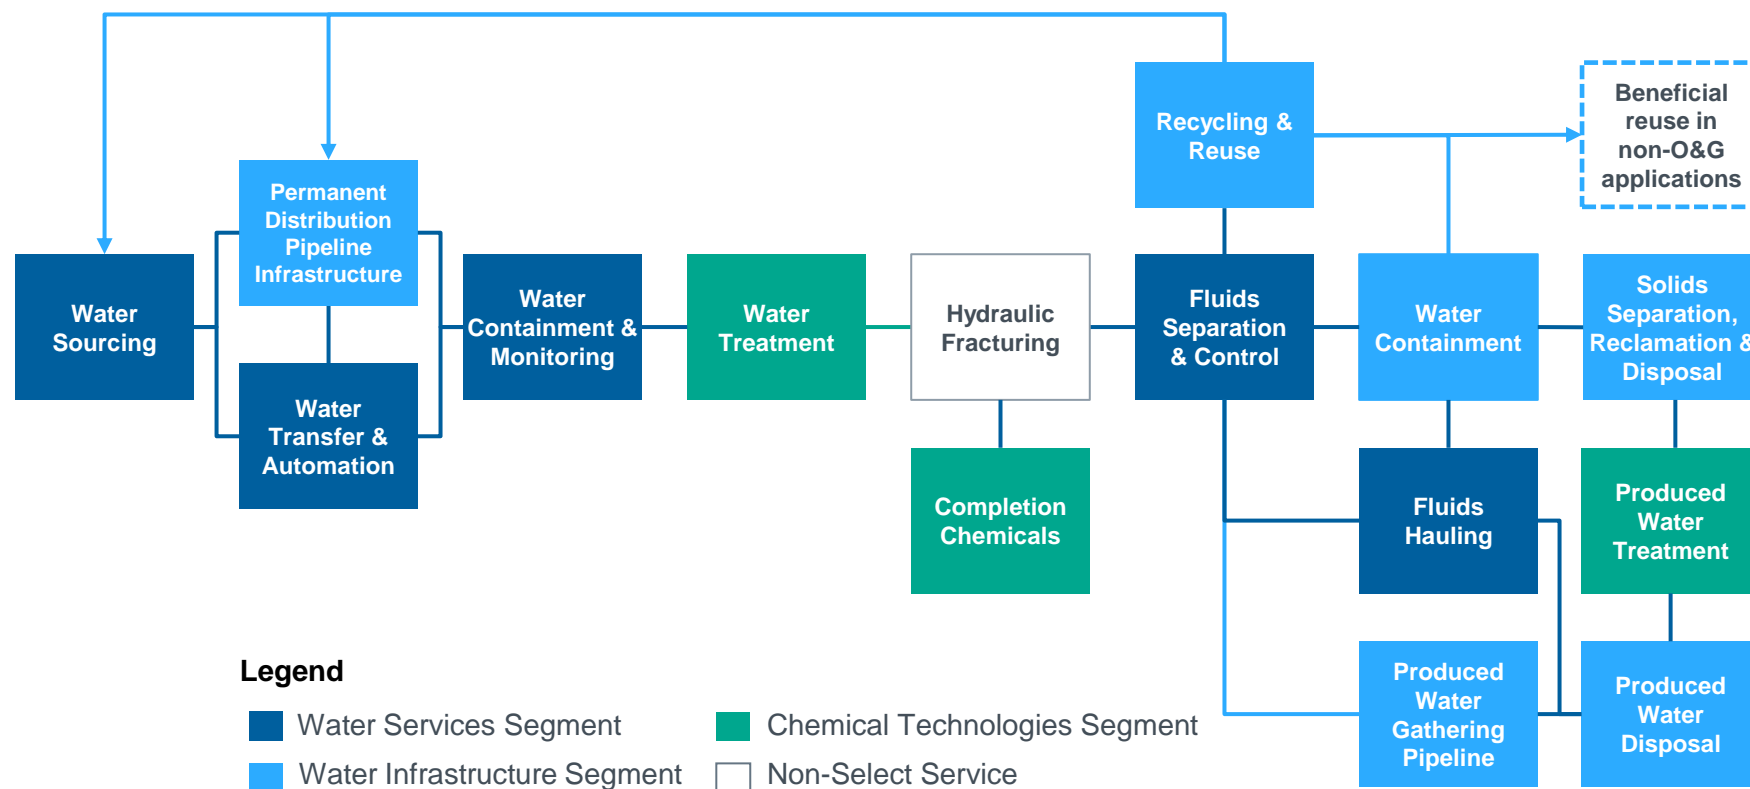 Recycling &
Reuse
Beneficial
reuse in
non-O&G
applications
Permanent
Distribution
Pipeline
Infrastructure
Water
Sourcing
Water
Transfer &
Automation
Water
Containment &
Monitoring
Water
Treatment
Hydraulic
Fracturing
Completion
Chemicals
Fluids
Separation
& Control
Water
Containment
Solids
Separation,
Reclamation &
Disposal
Fluids
Hauling
Produced
Water
Treatment
Produced
Water
Gathering
Pipeline
Produced
Water
Disposal
Legend
Water Services Segment
Chemical Technologies Segment
Water Infrastructure Segment
Non-Select Service